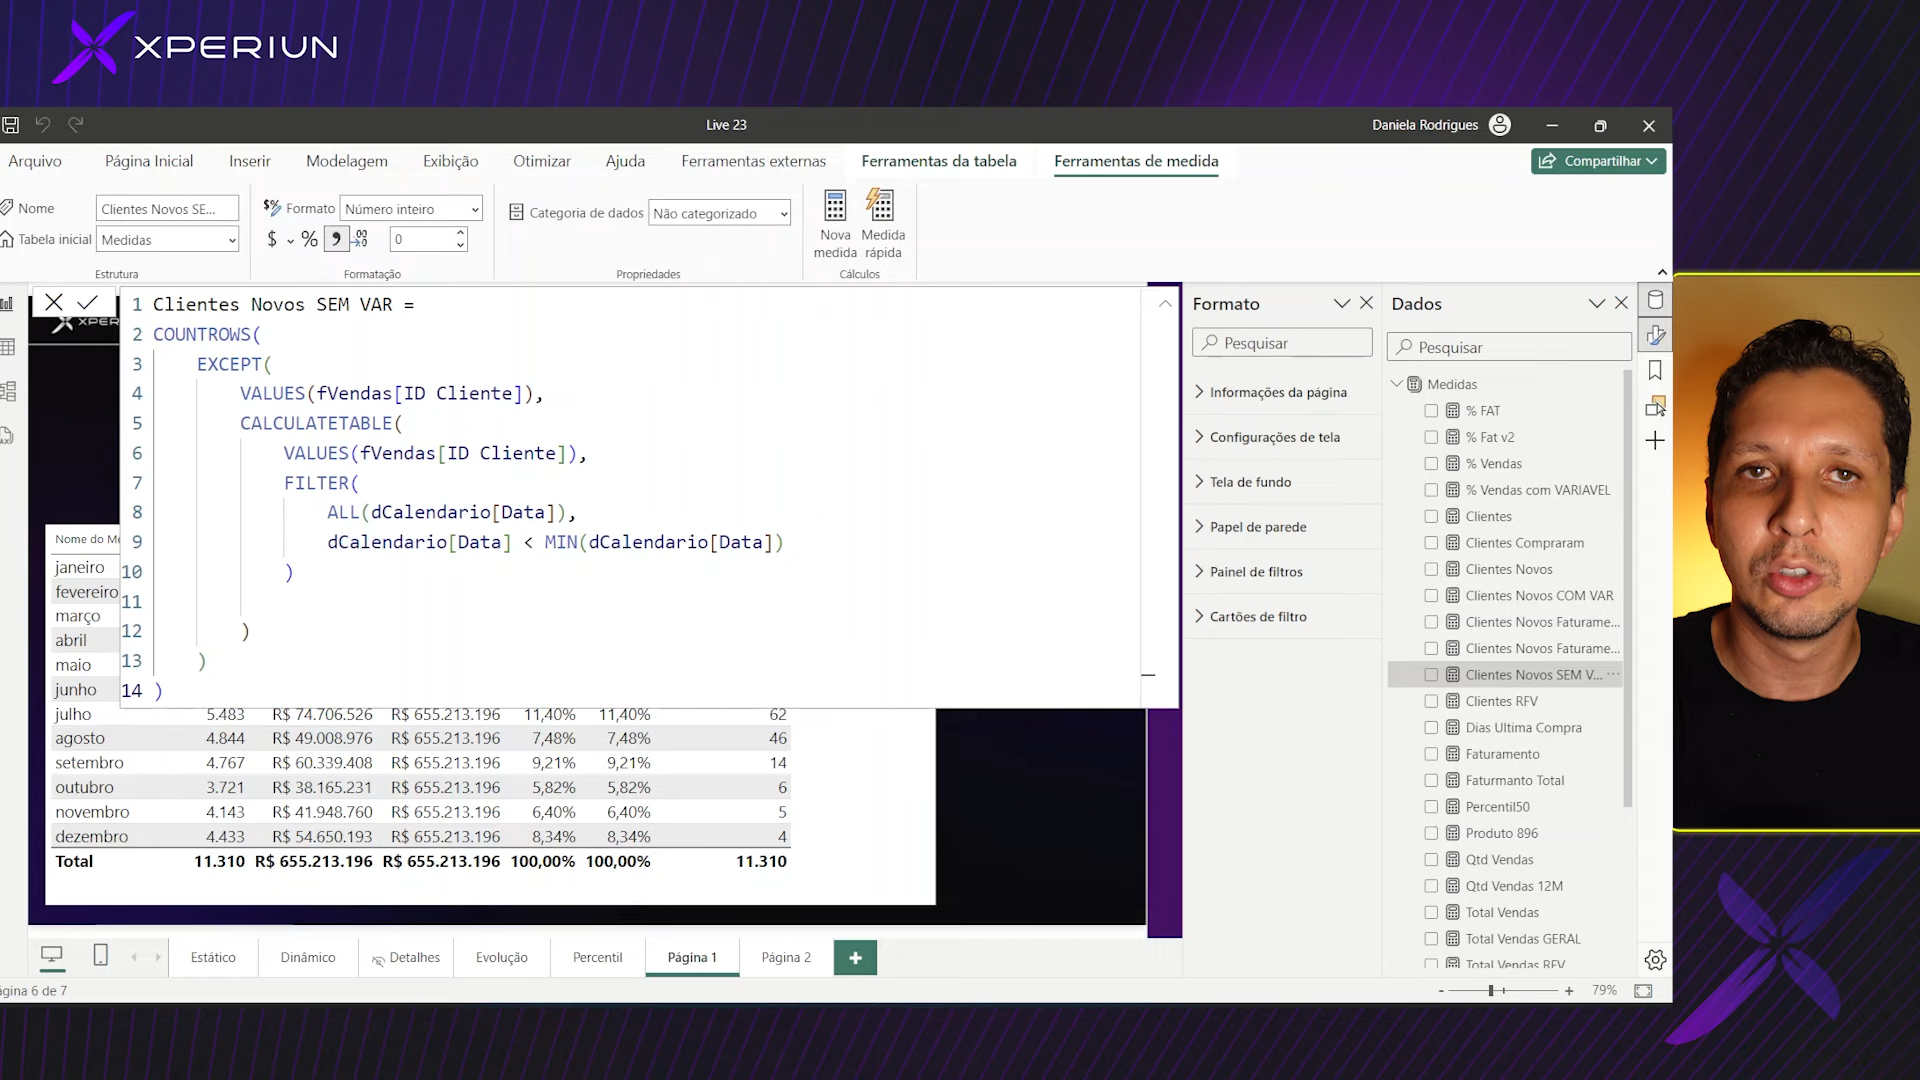 XPERIUN
Live 23
Daniela Rodrigues
Arquivo
Página Inicial
Inserir
Modelagem
Exibição
Otimizar
Ajuda
Ferramentas externas
Ferramentas da tabela
Ferramentas de medida
Compartilhar
Nome
Clientes Novos SE...
Tabela inicial
Medidas
Estrutura
$% Formato
Número inteiro
$ % 9 00
0
Formatação
Categoria de dados
Não categorizado
Propriedades
Nova medida
Medida rápida
Cálculos
1 Clientes Novos SEM VAR =
2 COUNTROWS(
3 EXCEPT(
4 VALUES(fVendas[ID Cliente]),
5 CALCULATETABLE(
6 VALUES(fVendas[ID Cliente]),
7 FILTER(
8 ALL(dCalendario[Data]),
9 dCalendario[Data] < MIN(dCalendario[Data])
10 )
11
12 )
13 )
14 )
XPER
Nome do Mê
janeiro
fevereiro
março
abril
maio
junho
julho 5.483 R$ 74.706.526 R$ 655.213.196 11,40% 11,40% 62
agosto 4.844 R$ 49.008.976 R$ 655.213.196 7,48% 7,48% 46
setembro 4.767 R$ 60.339.408 R$ 655.213.196 9,21% 9,21% 14
outubro 3.721 R$ 38.165.231 R$ 655.213.196 5,82% 5,82% 6
novembro 4.143 R$ 41.948.760 R$ 655.213.196 6,40% 6,40% 5
dezembro 4.433 R$ 54.650.193 R$ 655.213.196 8,34% 8,34% 4
Total 11.310 R$ 655.213.196 R$ 655.213.196 100,00% 100,00% 11.310
Formato
Pesquisar
Informações da página
Configurações de tela
Tela de fundo
Papel de parede
Painel de filtros
Cartões de filtro
Dados
Pesquisar
Medidas
% FAT
% Fat v2
% Vendas
% Vendas com VARIAVEL
Clientes
Clientes Compraram
Clientes Novos
Clientes Novos COM VAR
Clientes Novos Faturame...
Clientes Novos Faturame...
Clientes Novos SEM V... ...
Clientes RFV
Dias Ultima Compra
Faturamento
Faturmanto Total
Percentil50
Produto 896
Qtd Vendas
Qtd Vendas 12M
Total Vendas
Total Vendas GERAL
Total Vendas RFV
Estático
Dinâmico
Detalhes
Evolução
Percentil
Página 1
Página 2
+
ágina 6 de 7
- + 79%